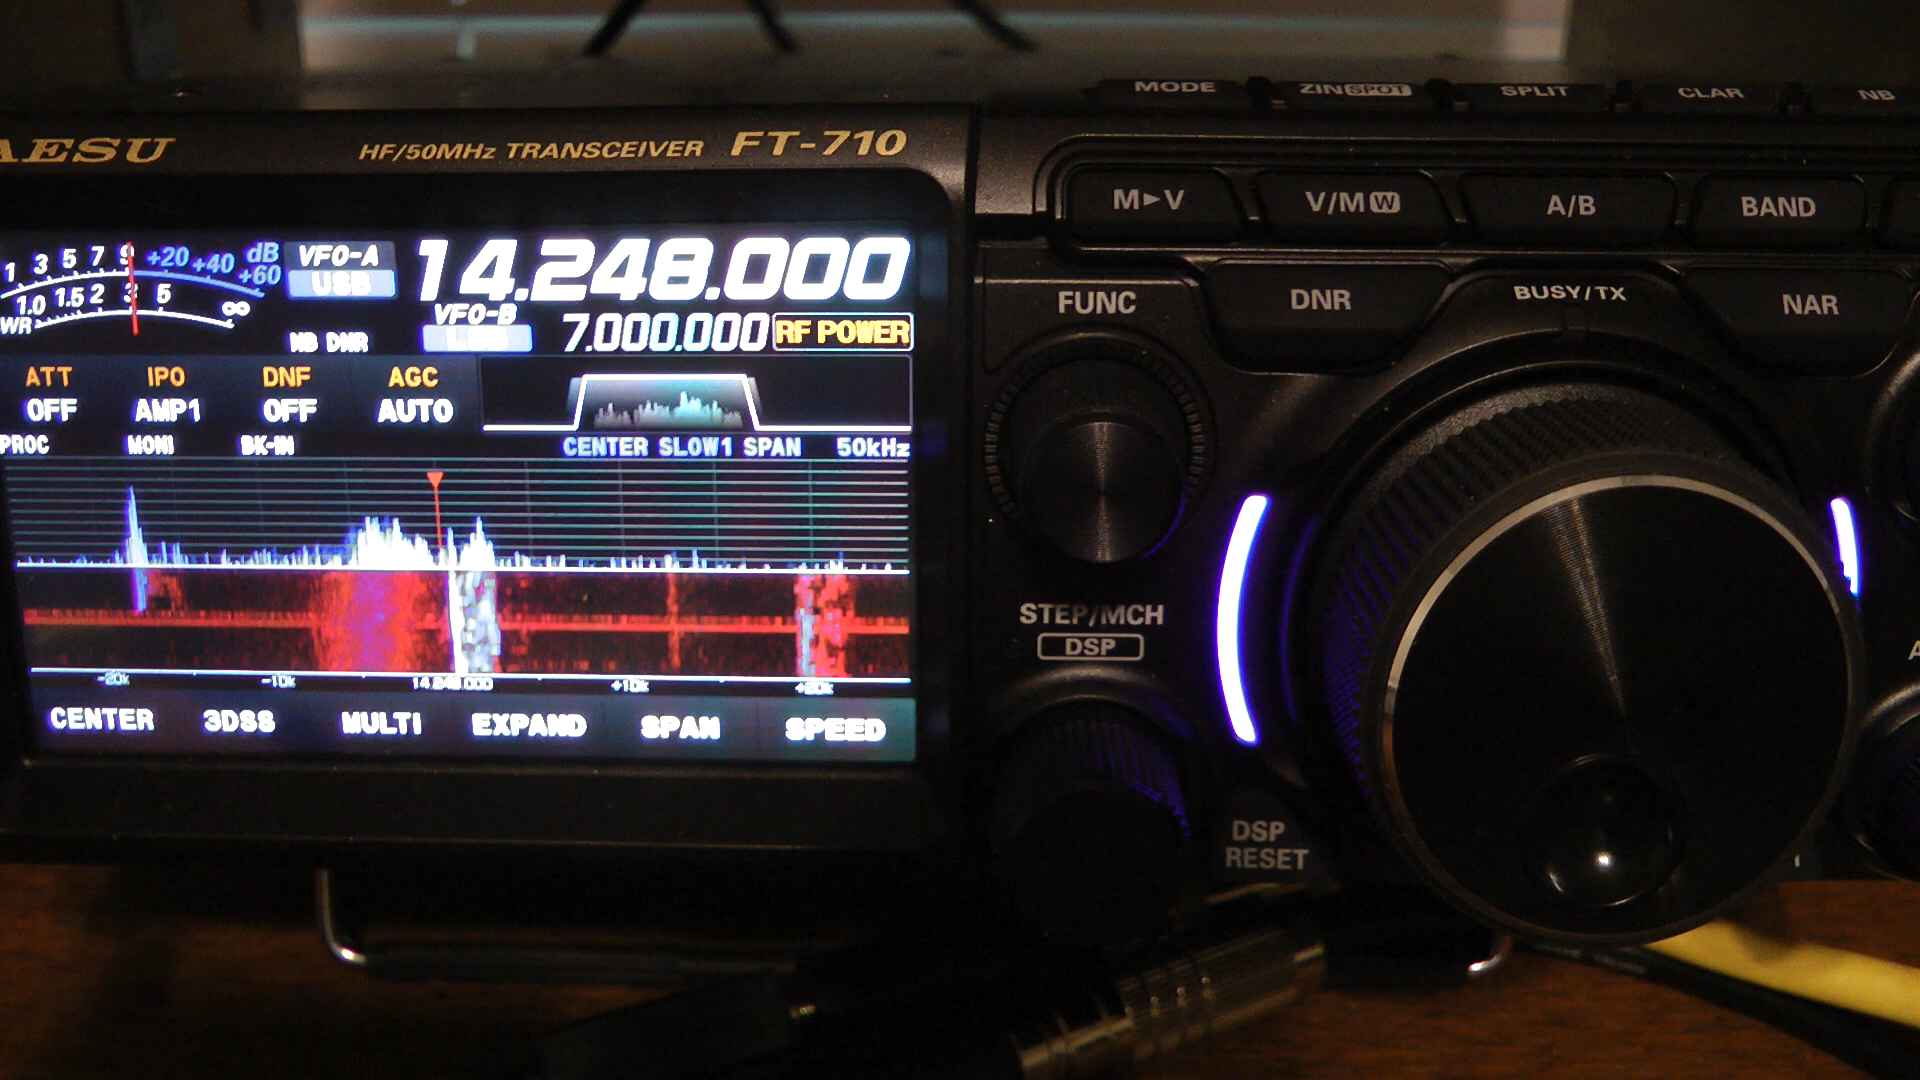 MODE ZIN SPOT SPLIT CLAR NB
AESU HF/50MHz TRANSCEIVER FT-710
M►V V/M W A/B BAND
1 3 5 7 9 +20 +40 +60 dB
1.0 1.5 2 3 5 ∞
WR
VFO-A 14.248.000
USB
VFO-B 7.000.000 RF POWER
NB DNR
FUNC DNR BUSY/TX NAR
ATT IPO DNF AGC
OFF AMP1 OFF AUTO
PROC MONI BK-IN CENTER SLOW1 SPAN 50kHz
-20k -10k 14.248.000 +10k +20k
CENTER 3DSS MULTI EXPAND SPAN SPEED
STEP/MCH
DSP
DSP
RESET